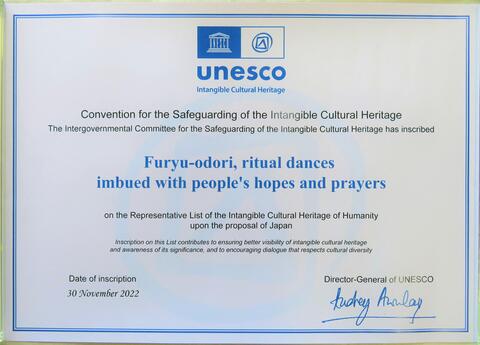 unesco
Intangible Cultural Heritage
Convention for the Safeguarding of the Intangible Cultural Heritage
The Intergovernmental Committee for the Safeguarding of the Intangible Cultural Heritage has inscribed
Furyu-odori, ritual dances
imbued with people's hopes and prayers
on the Representative List of the Intangible Cultural Heritage of Humanity
upon the proposal of Japan
Inscription on this List contributes to ensuring better visibility of intangible cultural heritage
and awareness of its significance, and to encouraging dialogue that respects cultural diversity
Date of inscription
30 November 2022
Director-General of UNESCO
Audrey Azoulay